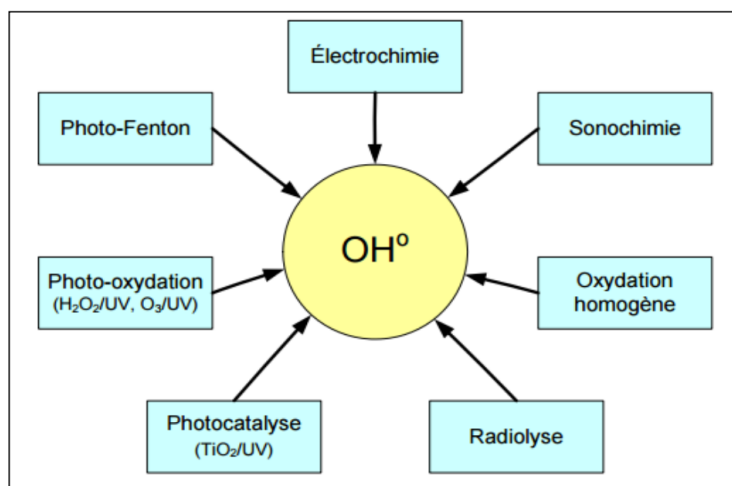 Électrochimie
Photo-Fenton
Sonochimie
OHº
Photo-oxydation
(H₂O₂/UV, O₃/UV)
Oxydation
homogène
Photocatalyse
(TiO₂/UV)
Radiolyse